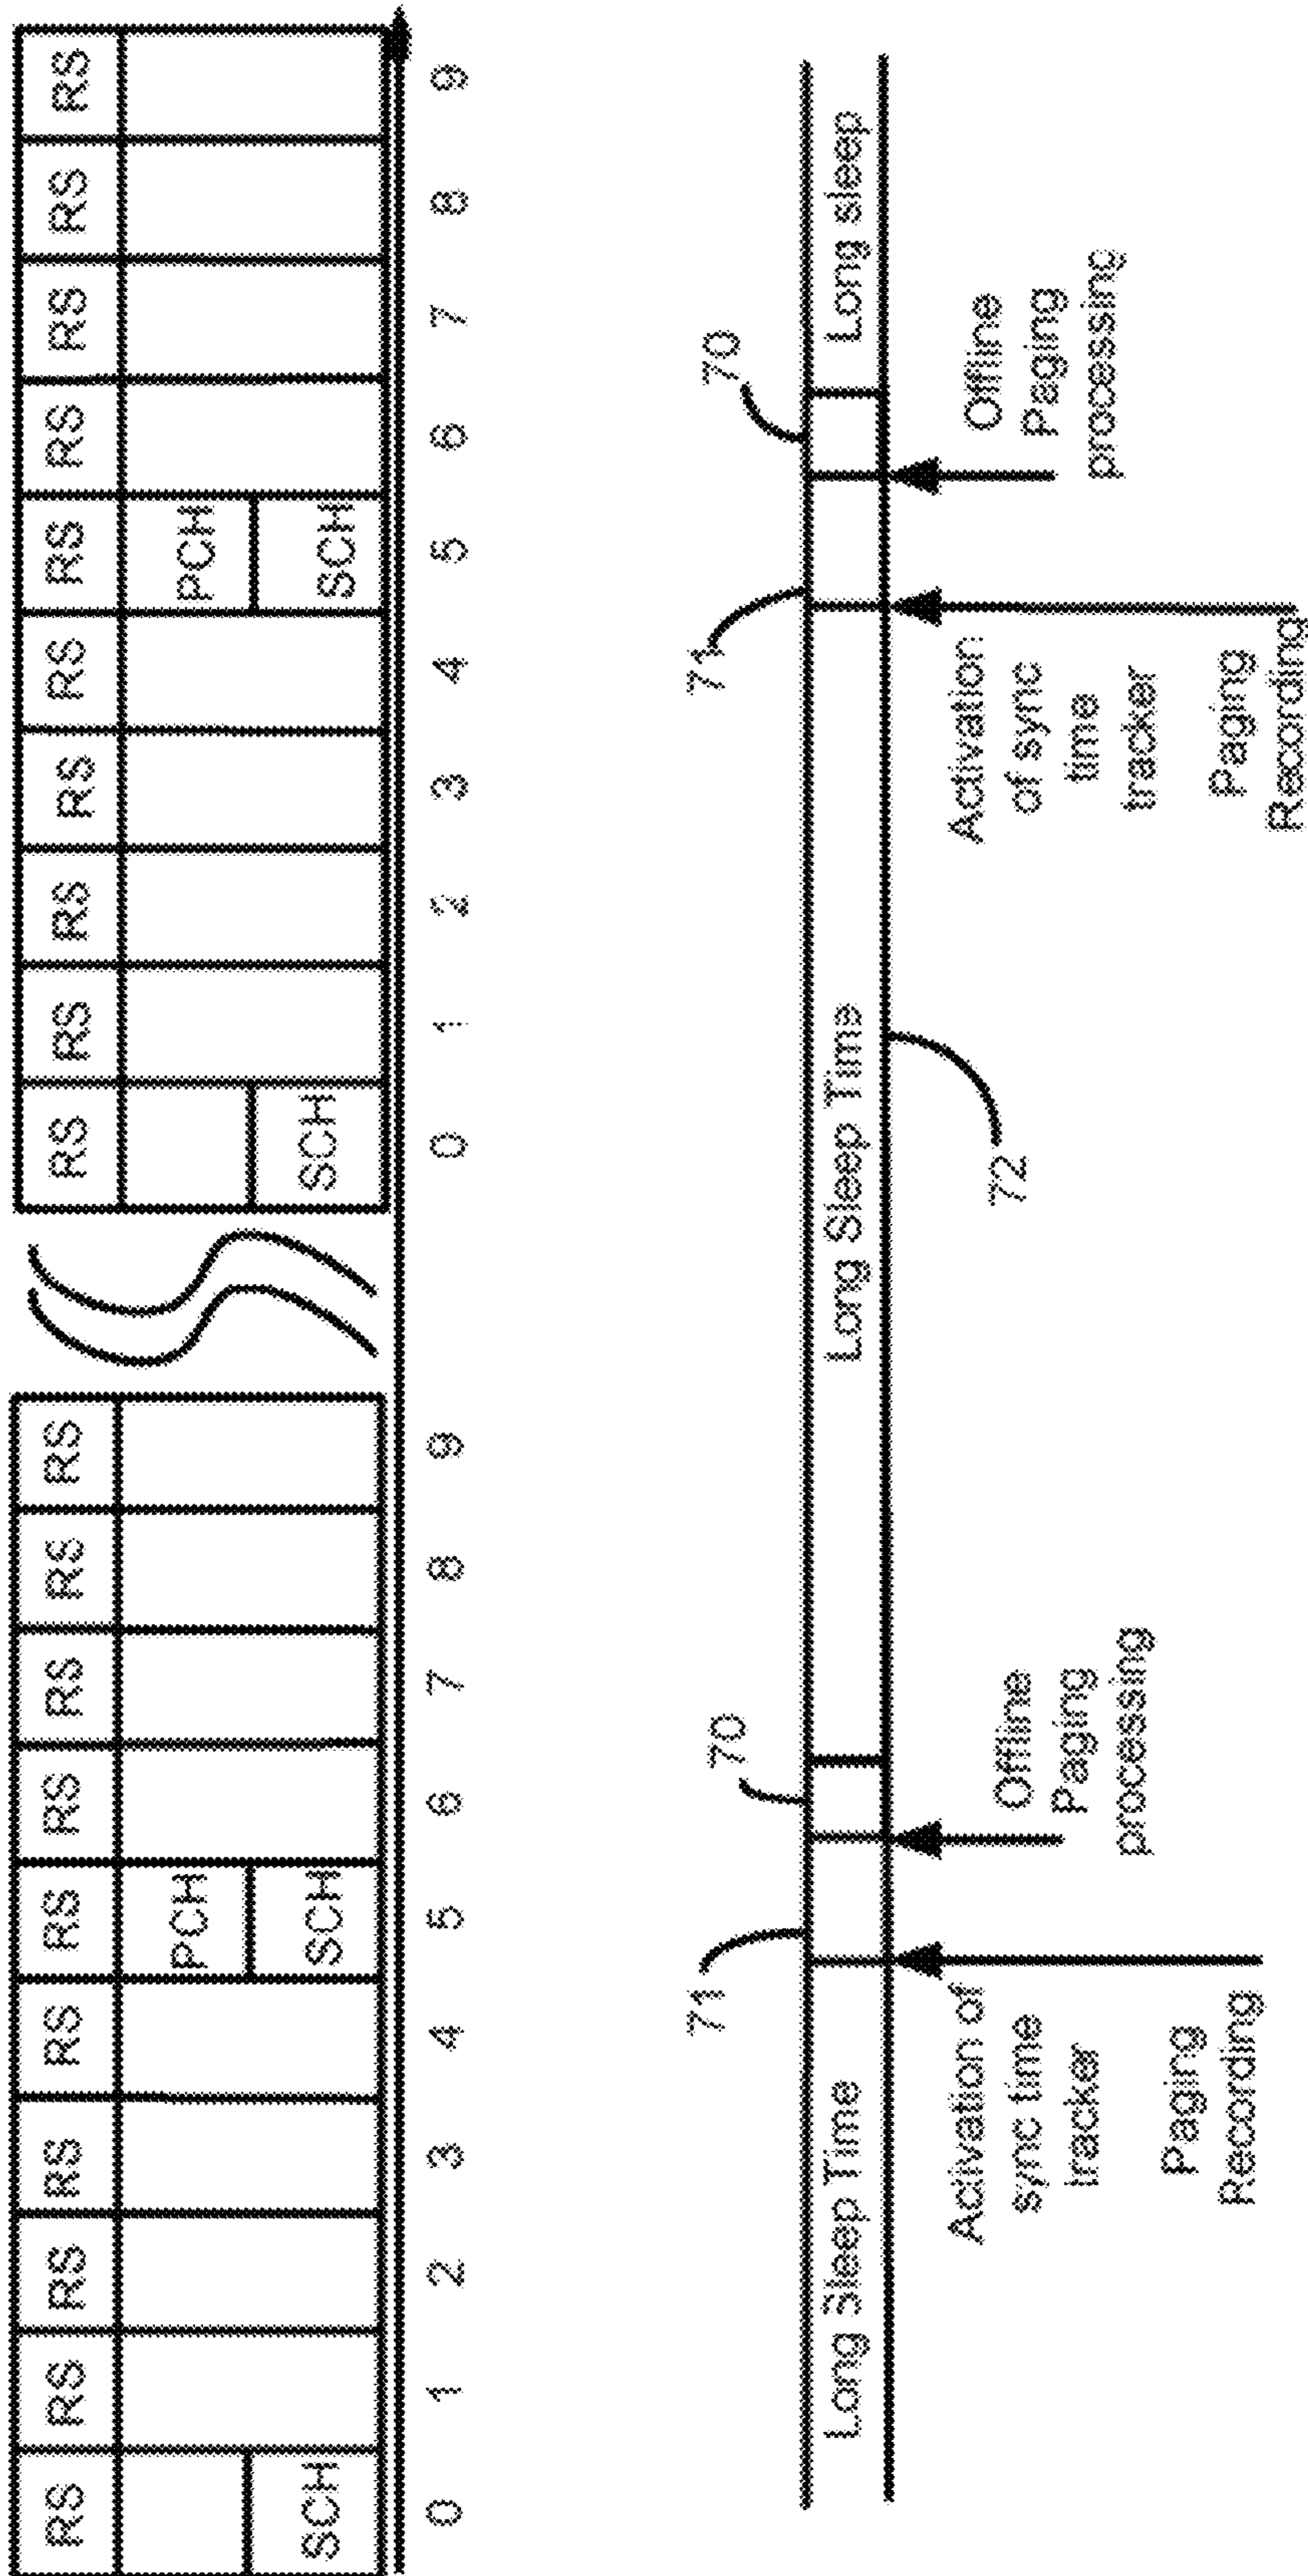 RS RS RS RS RS RS RS RS RS RS RS RS RS RS RS RS RS RS RS RS
PCH PCH
SCH SCH SCH SCH
0 1 2 3 4 5 6 7 8 9 0 1 2 3 4 5 6 7 8 9
71 70 71 70
Long Sleep Time Long Sleep Time Long sleep
72
Activation of
sync time
tracker
Paging
Recording
Offline
Paging
processing
Activation
of sync
time
tracker
Paging
Recording
Offline
Paging
processing